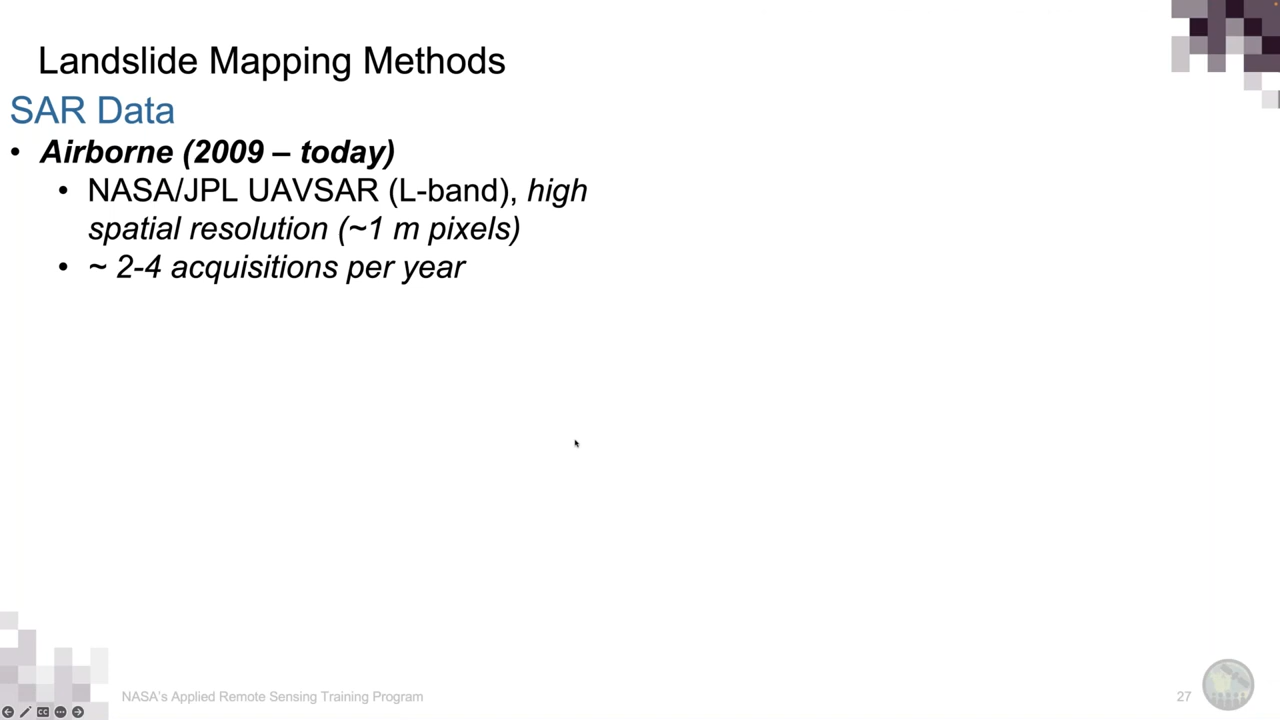 Landslide Mapping Methods
SAR Data
• Airborne (2009 – today)
• NASA/JPL UAVSAR (L-band), high
spatial resolution (~1 m pixels)
• ~ 2-4 acquisitions per year
NASA's Applied Remote Sensing Training Program
27